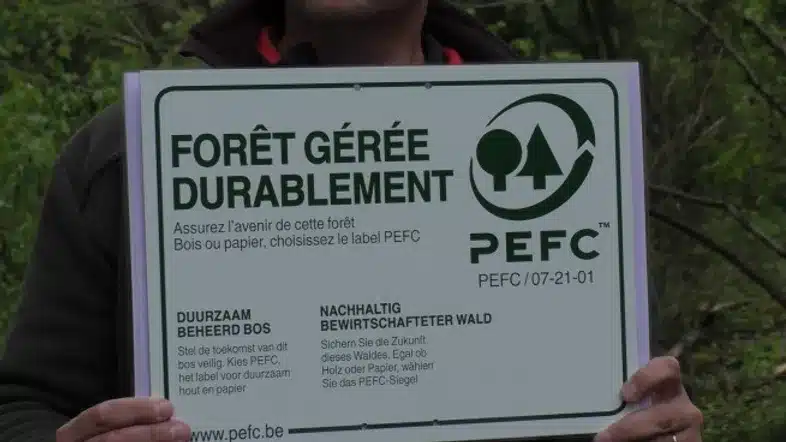 FORÊT GÉRÉE
DURABLEMENT
Assurez l'avenir de cette forêt
Bois ou papier, choisissez le label PEFC
PEFC™
PEFC / 07-21-01
DUURZAAM
BEHEERD BOS
Stel de toekomst van dit
bos veilig. Kies PEFC,
het label voor duurzaam
hout en papier
NACHHALTIG
BEWIRTSCHAFTETER WALD
Sichern Sie die Zukunft
dieses Waldes. Egal ob
Holz oder Papier, wählen
Sie das PEFC-Siegel
www.pefc.be